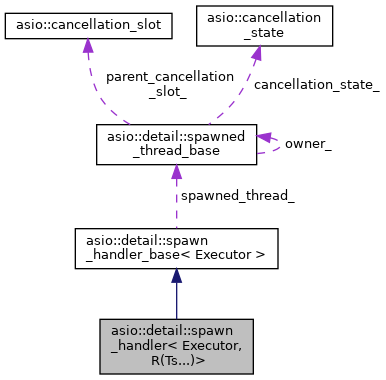 asio::cancellation_slot
asio::cancellation
_state
parent_cancellation
_slot_
cancellation_state_
asio::detail::spawned
_thread_base
owner_
spawned_thread_
asio::detail::spawn
_handler_base< Executor >
asio::detail::spawn
_handler< Executor,
R(Ts...)>